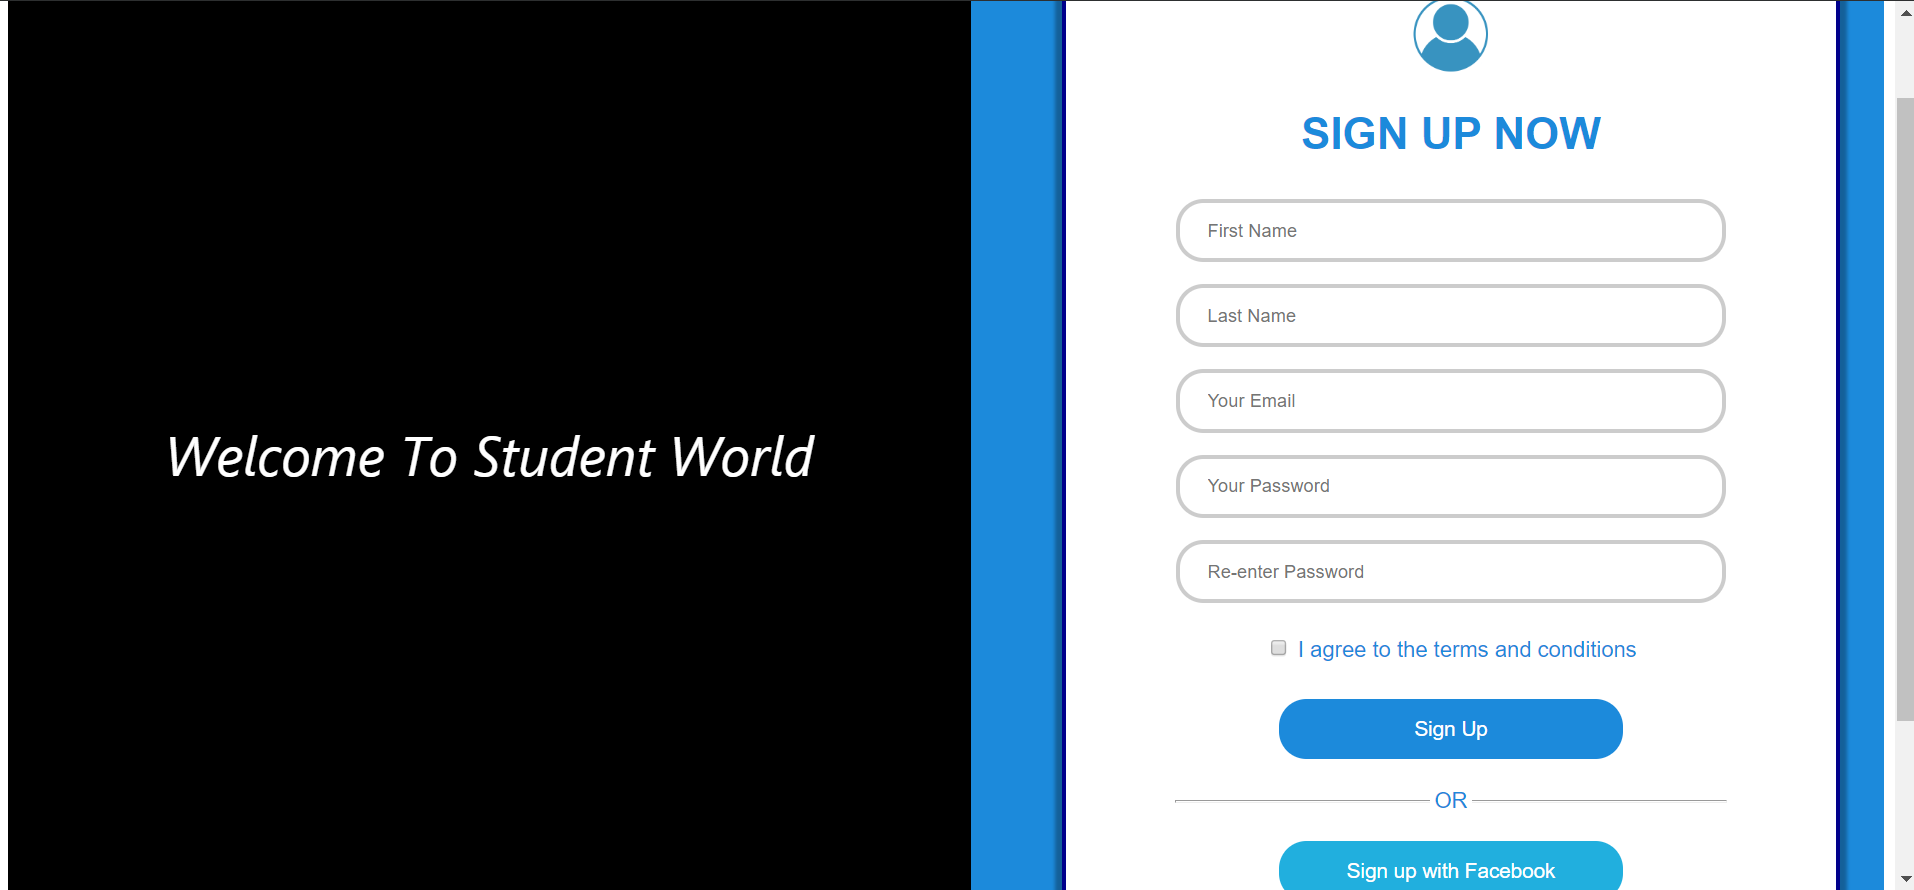 Welcome To Student World
SIGN UP NOW
First Name
Last Name
Your Email
Your Password
Re-enter Password
I agree to the terms and conditions
Sign Up
OR
Sign up with Facebook